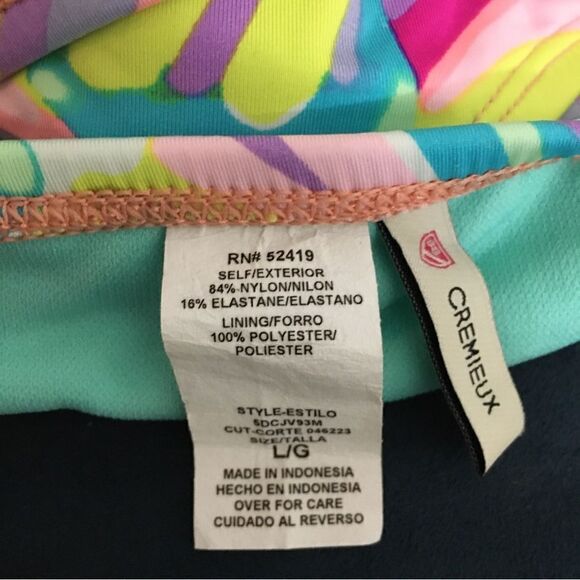 RN# 52419
SELF/EXTERIOR
84% NYLON/NILON
16% ELASTANE/ELASTANO
LINING/FORRO
100% POLYESTER/
POLIESTER
STYLE-ESTILO
5DCJV93M
CUT-CORTE 046223
SIZE/TALLA
L/G
MADE IN INDONESIA
HECHO EN INDONESIA
OVER FOR CARE
CUIDADO AL REVERSO
CREMIEUX